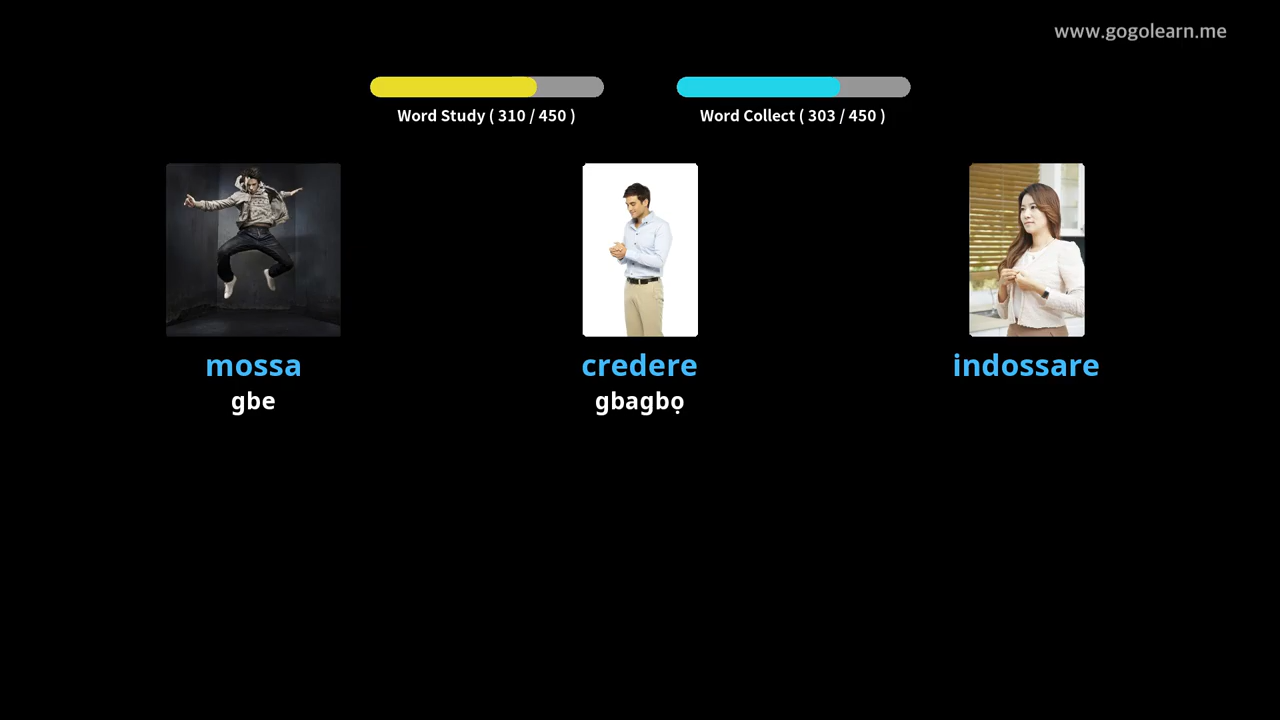 www.gogolearn.me
Word Study ( 310 / 450 )
Word Collect ( 303 / 450 )
mossa
gbe
credere
gbagbọ
indossare